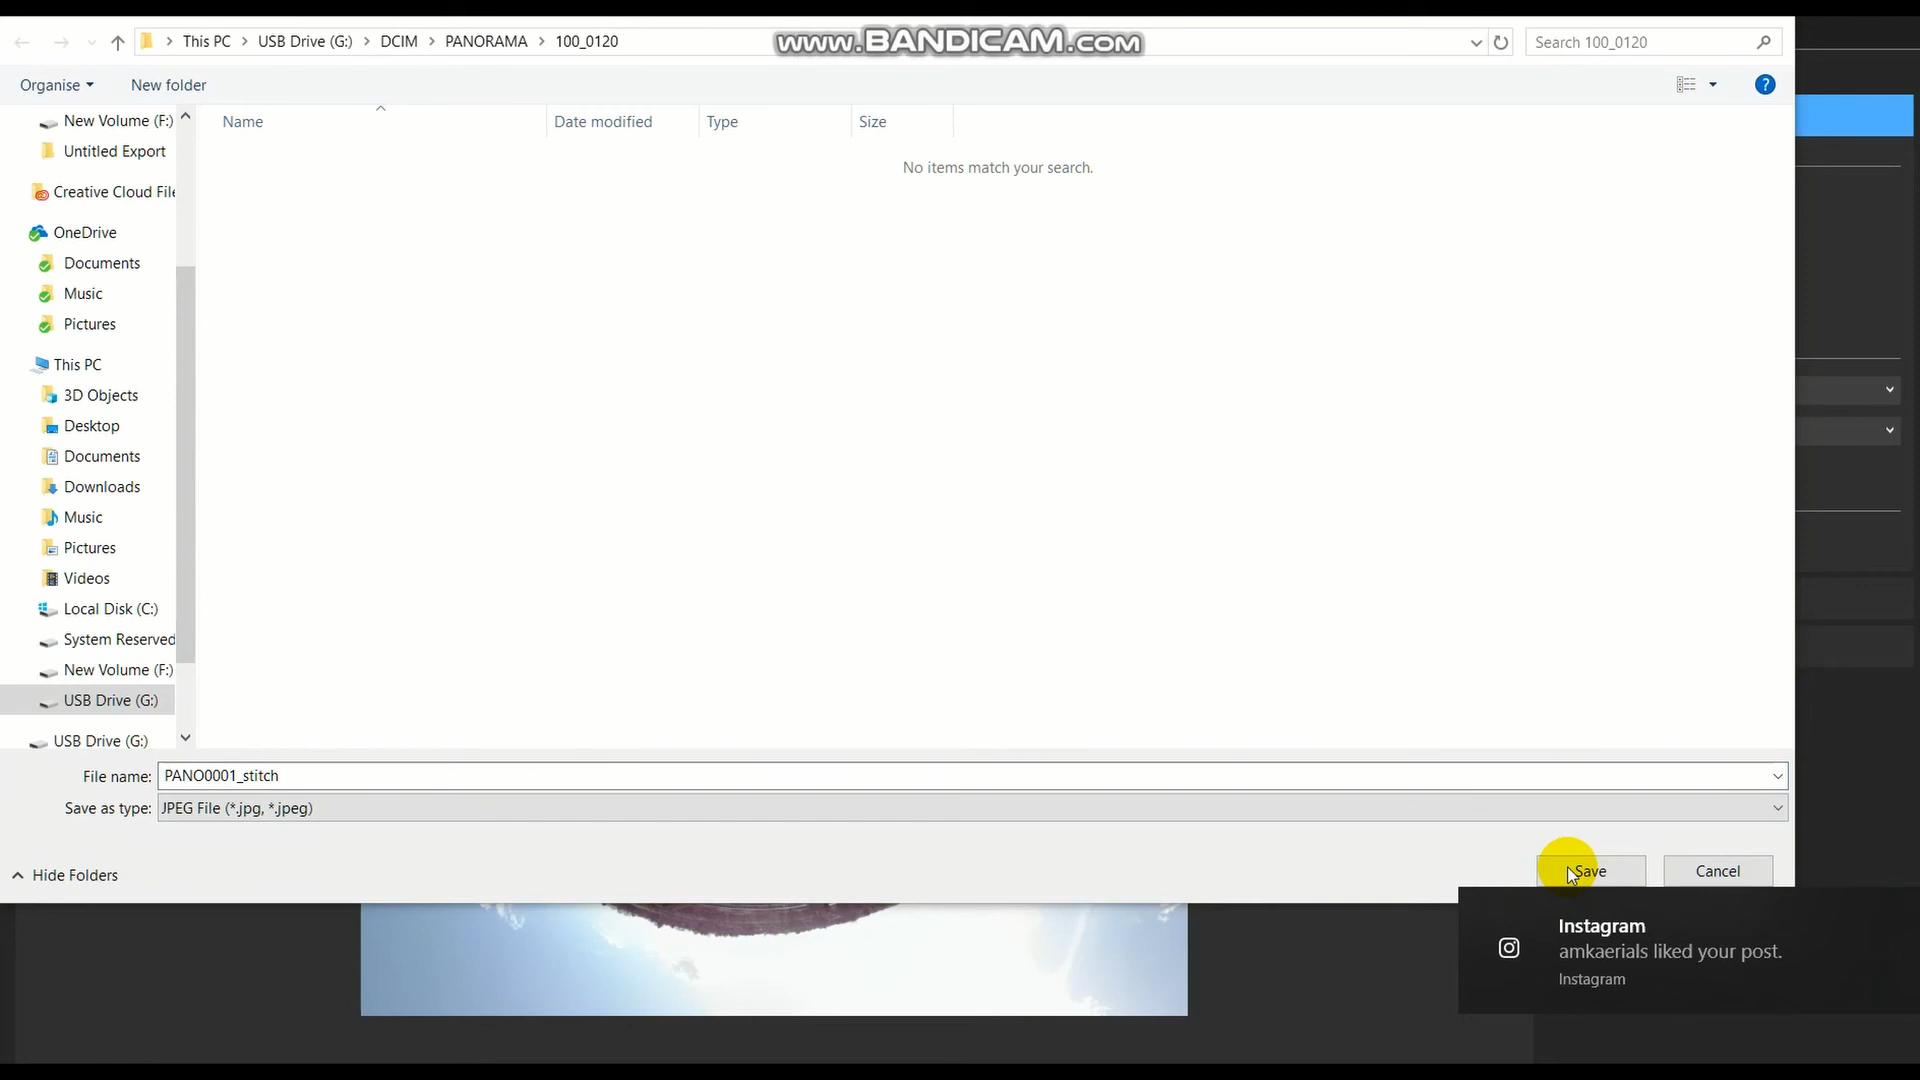 This PC > USB Drive (G:) > DCIM > PANORAMA > 100_0120
www.BANDICAM.com
Search 100_0120
Organise
New folder
?
Name
Date modified
Type
Size
No items match your search.
New Volume (F:)
Untitled Export
Creative Cloud File
OneDrive
Documents
Music
Pictures
This PC
3D Objects
Desktop
Documents
Downloads
Music
Pictures
Videos
Local Disk (C:)
System Reserved
New Volume (F:)
USB Drive (G:)
USB Drive (G:)
File name: PANO0001_stitch
Save as type: JPEG File (*.jpg, *.jpeg)
Hide Folders
Save
Cancel
Instagram
amkaerials liked your post.
Instagram